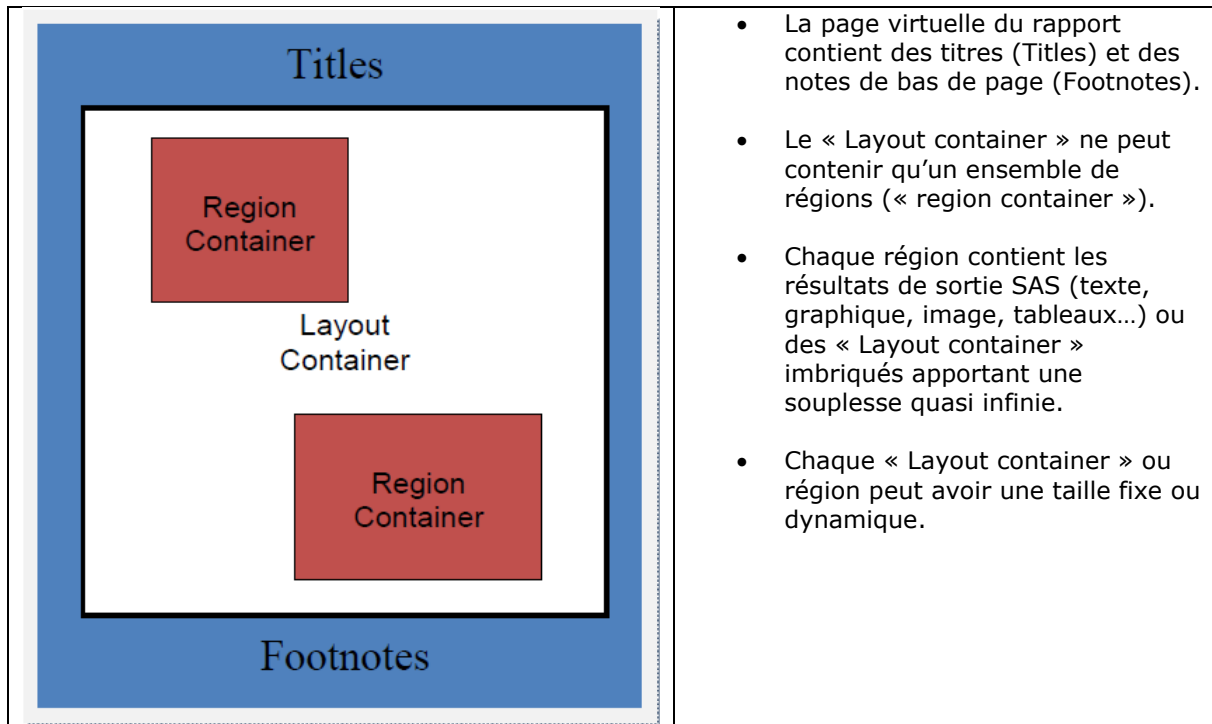 Titles
Region
Container
Layout
Container
Region
Container
Footnotes
• La page virtuelle du rapport
contient des titres (Titles) et des
notes de bas de page (Footnotes).
• Le « Layout container » ne peut
contenir qu’un ensemble de
régions (« region container »).
• Chaque région contient les
résultats de sortie SAS (texte,
graphique, image, tableaux…) ou
des « Layout container »
imbriqués apportant une
souplesse quasi infinie.
• Chaque « Layout container » ou
région peut avoir une taille fixe ou
dynamique.